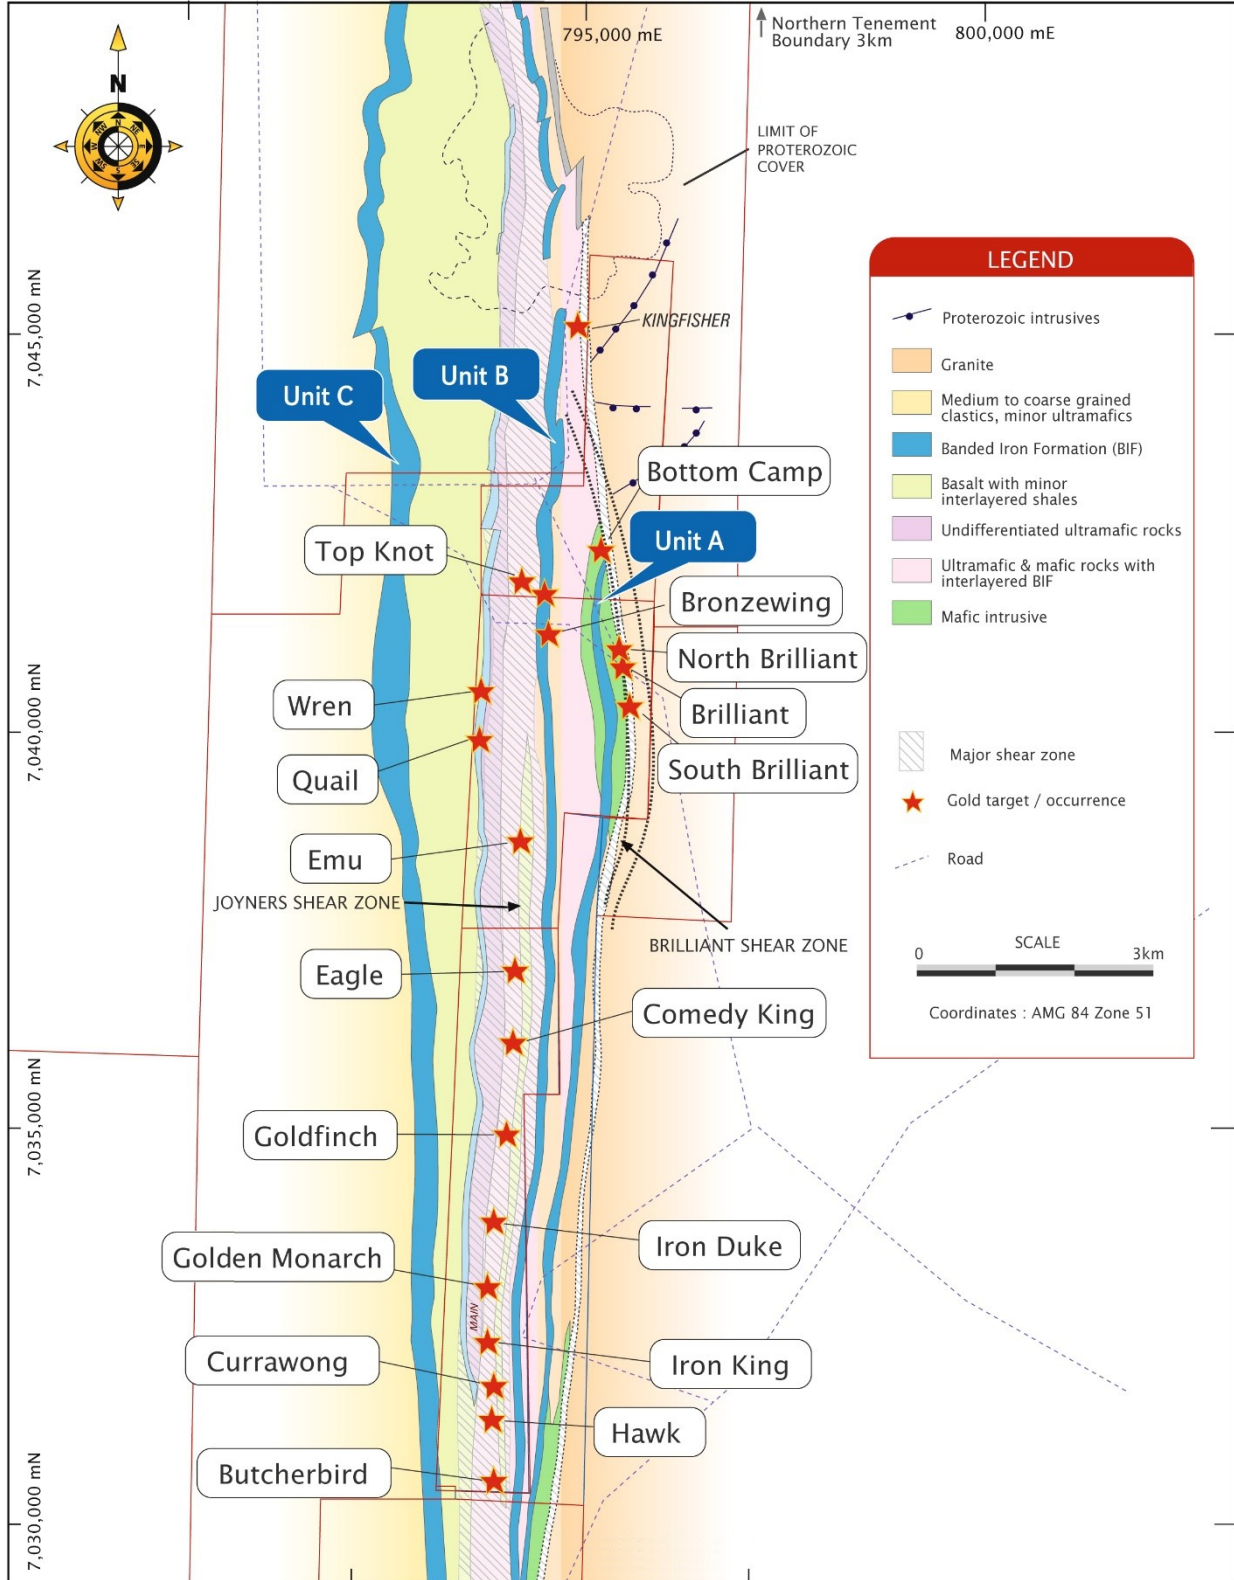 795,000 mE
Northern Tenement
Boundary 3km
800,000 mE
N
N
NE
E
SE
S
SW
W
NW
LIMIT OF
PROTEROZOIC
COVER
7,045,000 mN
KINGFISHER
Unit B
Unit C
Bottom Camp
Unit A
Top Knot
Bronzewing
North Brilliant
Wren
Brilliant
7,040,000 mN
South Brilliant
Quail
Emu
JOYNERS SHEAR ZONE
BRILLIANT SHEAR ZONE
Eagle
Comedy King
7,035,000 mN
Goldfinch
Iron Duke
Golden Monarch
MAIN
Currawong
Iron King
Hawk
Butcherbird
7,030,000 mN
LEGEND
Proterozoic intrusives
Granite
Medium to coarse grained
clastics, minor ultramafics
Banded Iron Formation (BIF)
Basalt with minor
interlayered shales
Undifferentiated ultramafic rocks
Ultramafic & mafic rocks with
interlayered BIF
Mafic intrusive
Major shear zone
Gold target / occurrence
Road
SCALE
0 3km
Coordinates : AMG 84 Zone 51